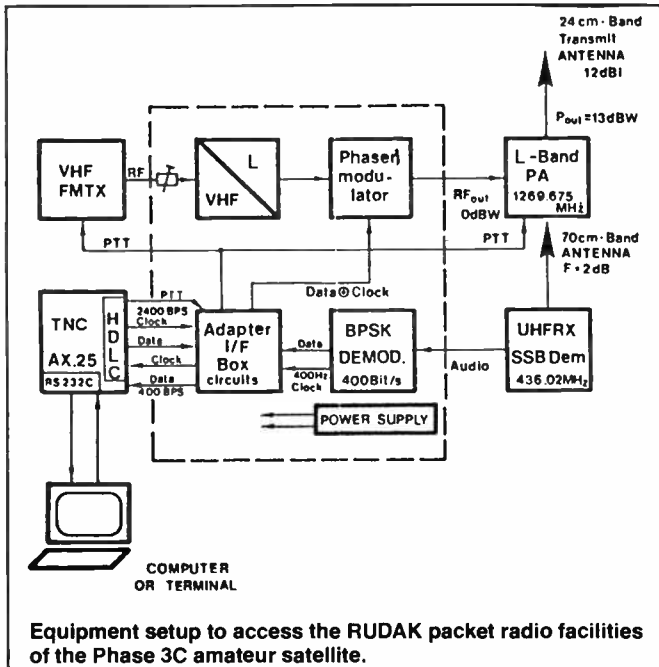 24 cm-Band
Transmit
ANTENNA
12dBI
Pout=13dBW
VHF
FMTX
RF
L
VHF
Phasen
modu-
lator
RFout
0dBW
L-Band
PA
1269.675
MHz
PTT
PTT
70cm-Band
ANTENNA
F=2dB
Data⊕Clock
TNC
AX.25
RS232C
HDLC
PTT
2400 BPS
Clock
Data
Clock
Data
400 BPS
Adapter
I/F
Box
circuits
Data
400Hz
Clock
BPSK
DEMOD.
400Bit/s
Audio
UHFRX
SSB Dem
436.02MHz
POWER SUPPLY
COMPUTER
OR TERMINAL
Equipment setup to access the RUDAK packet radio facilities
of the Phase 3C amateur satellite.